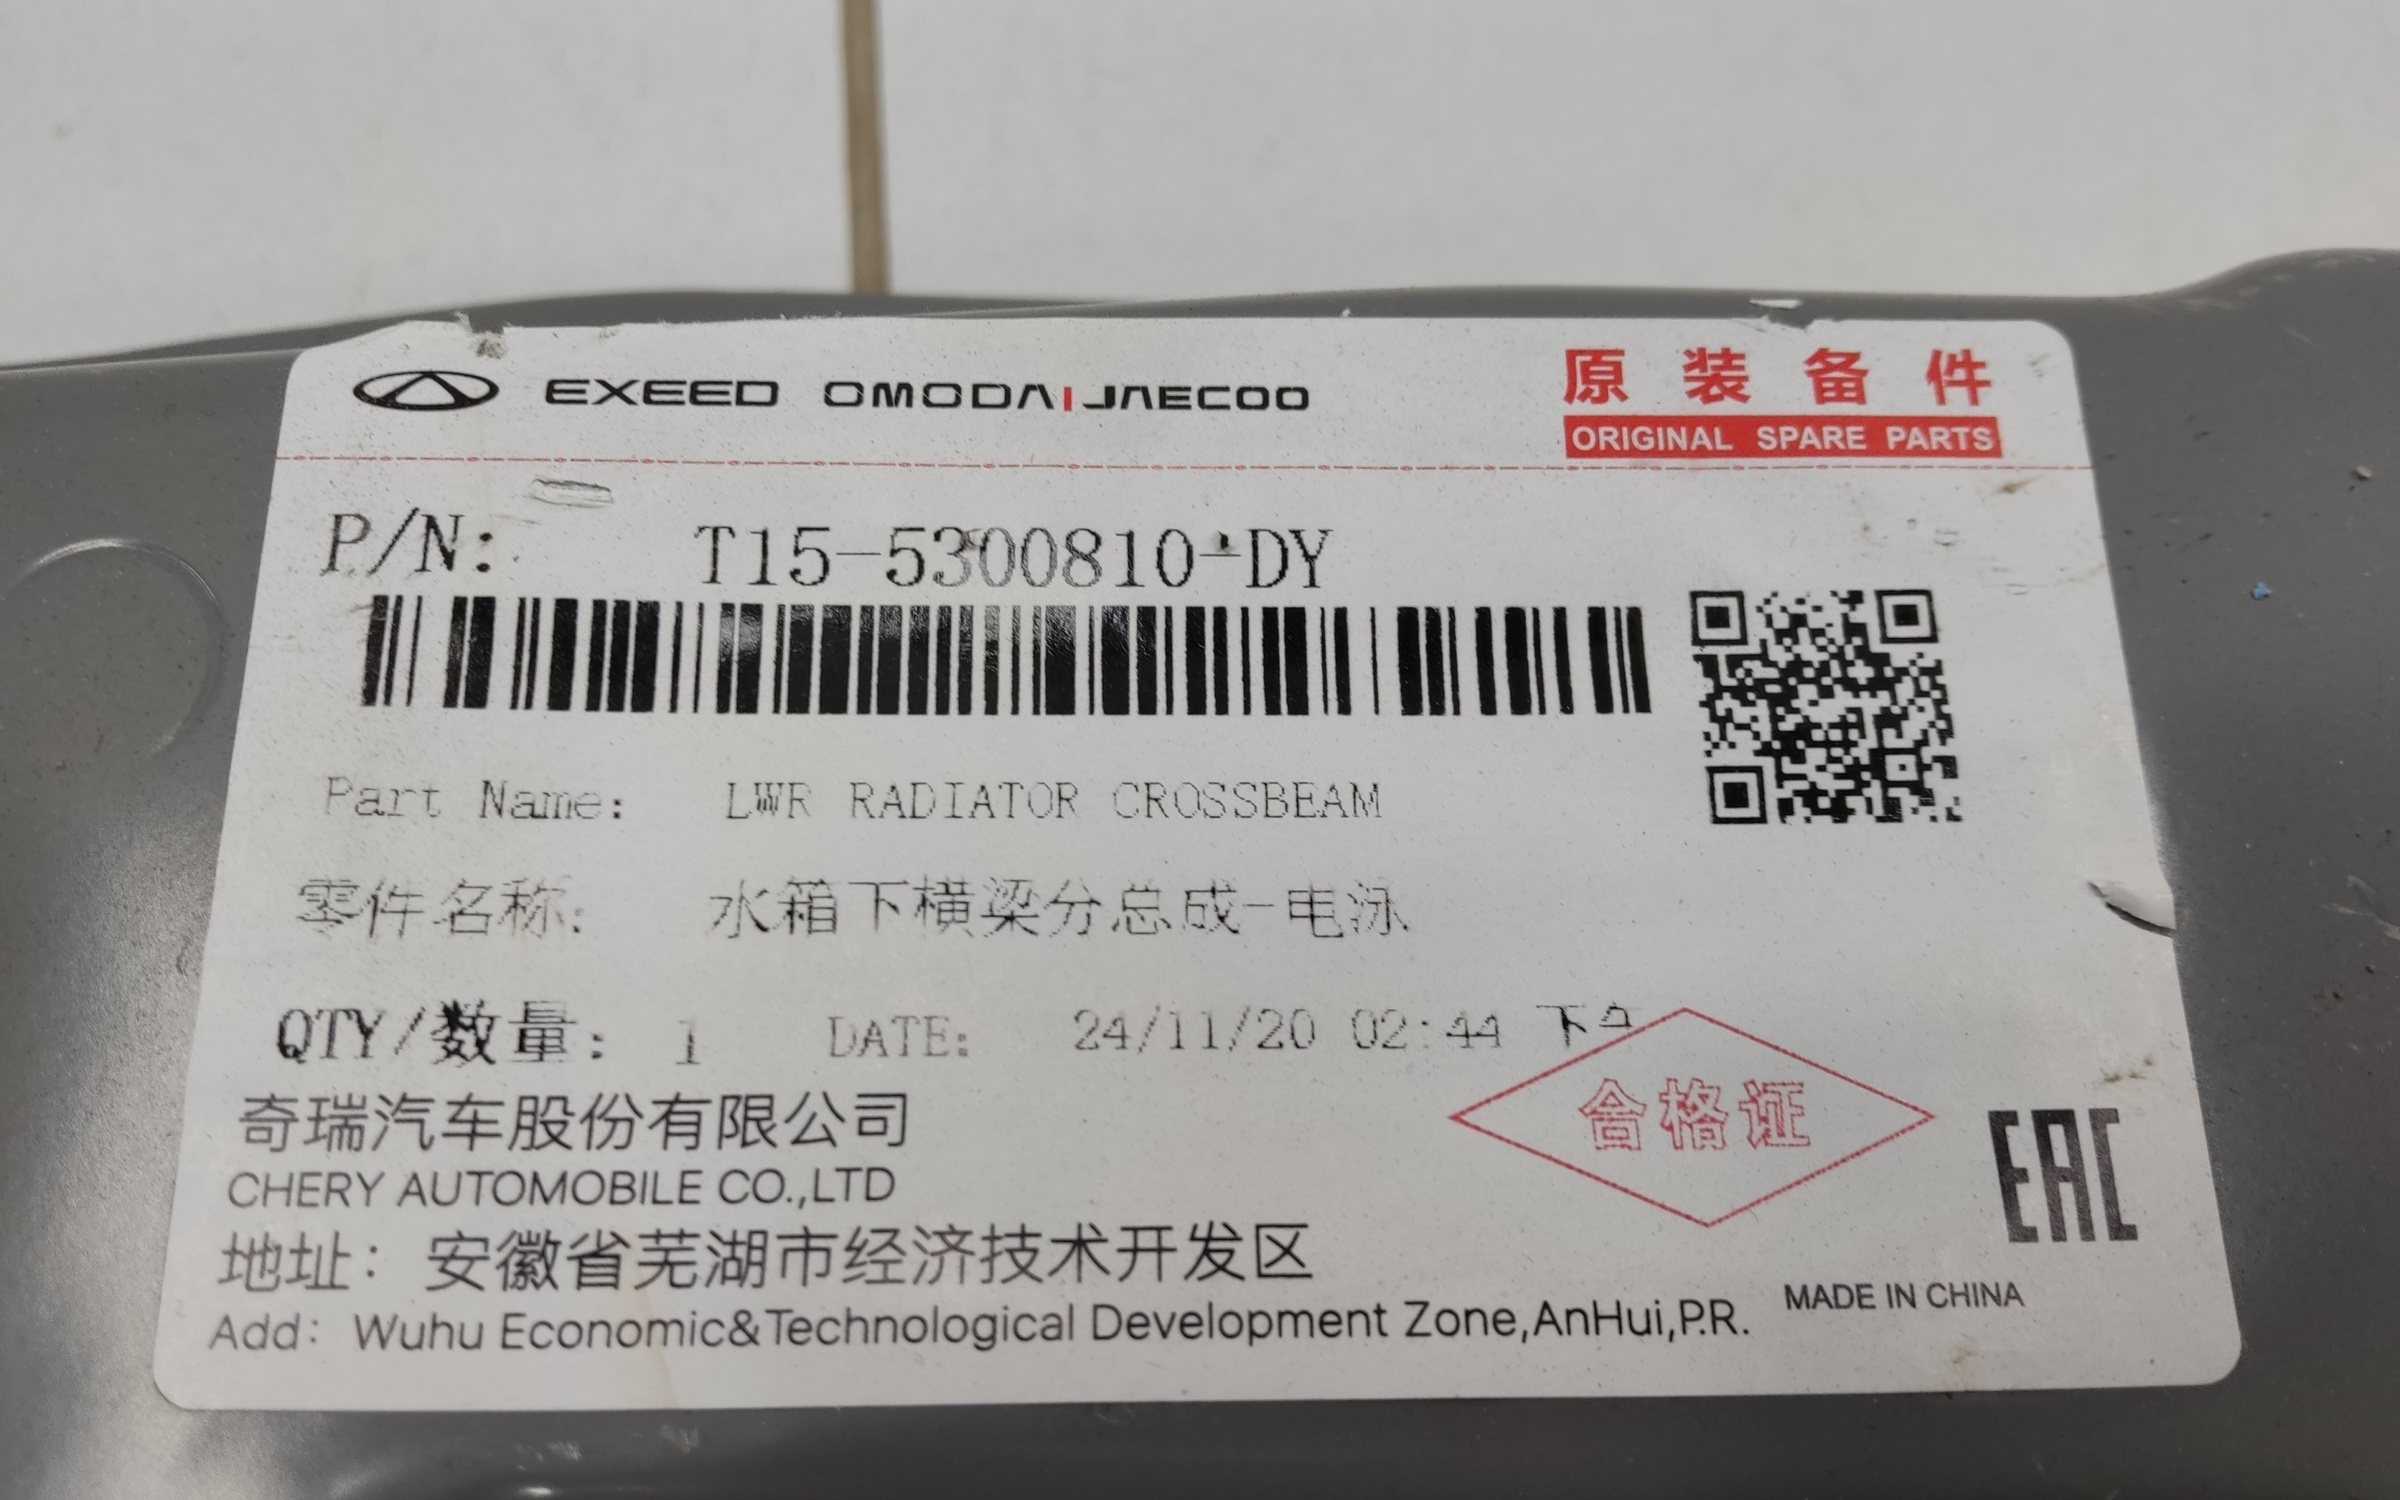 EXEED OMODA|JAECOO
原装备件
ORIGINAL SPARE PARTS
P/N: T15-5300810-DY
Part Name: LWR RADIATOR CROSSBEAM
零件名称: 水箱下横梁分总成-电泳
QTY/数量: 1 DATE: 24/11/20 02:44 下午
合格证
奇瑞汽车股份有限公司
CHERY AUTOMOBILE CO.,LTD
地址: 安徽省芜湖市经济技术开发区
Add: Wuhu Economic&Technological Development Zone,AnHui,P.R.
EAC
MADE IN CHINA